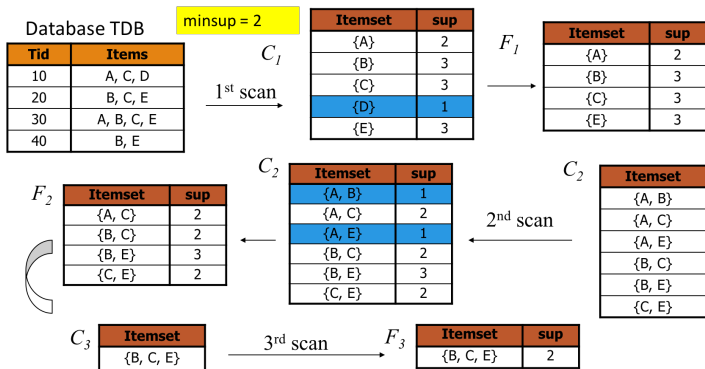 Database TDB
Tid Items
10 A, C, D
20 B, C, E
30 A, B, C, E
40 B, E
minsup = 2
1st scan
C1
Itemset sup
{A} 2
{B} 3
{C} 3
{D} 1
{E} 3
F1
Itemset sup
{A} 2
{B} 3
{C} 3
{E} 3
C2
Itemset
{A, B}
{A, C}
{A, E}
{B, C}
{B, E}
{C, E}
2nd scan
C2
Itemset sup
{A, B} 1
{A, C} 2
{A, E} 1
{B, C} 2
{B, E} 3
{C, E} 2
F2
Itemset sup
{A, C} 2
{B, C} 2
{B, E} 3
{C, E} 2
C3
Itemset
{B, C, E}
3rd scan
F3
Itemset sup
{B, C, E} 2